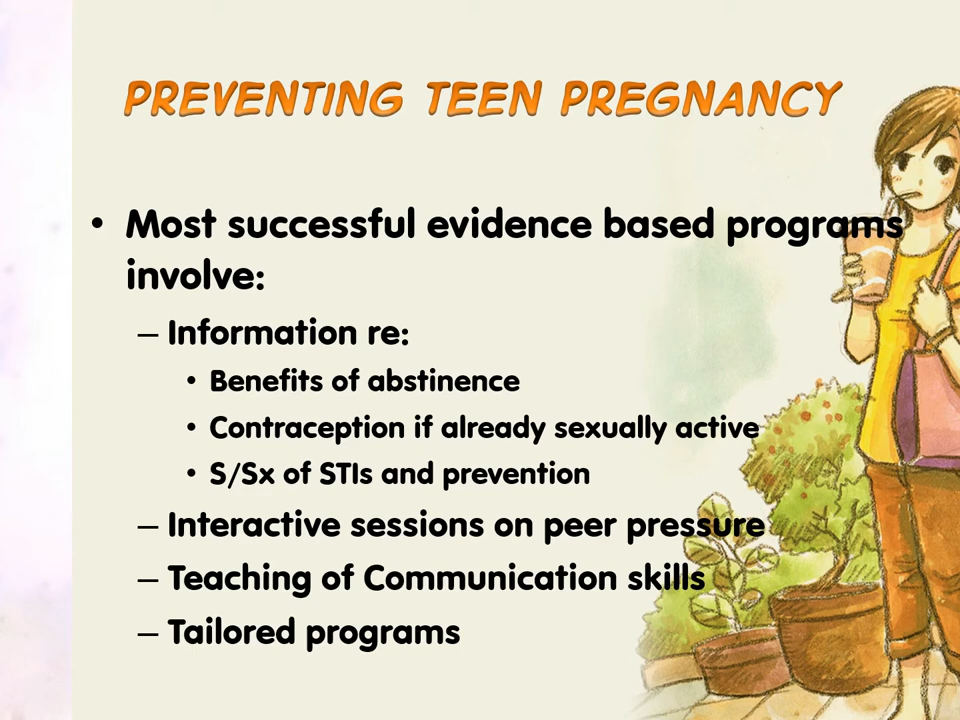 PREVENTING TEEN PREGNANCY
• Most successful evidence based programs
involve:
– Information re:
• Benefits of abstinence
• Contraception if already sexually active
• S/Sx of STIs and prevention
– Interactive sessions on peer pressure
– Teaching of Communication skills
– Tailored programs